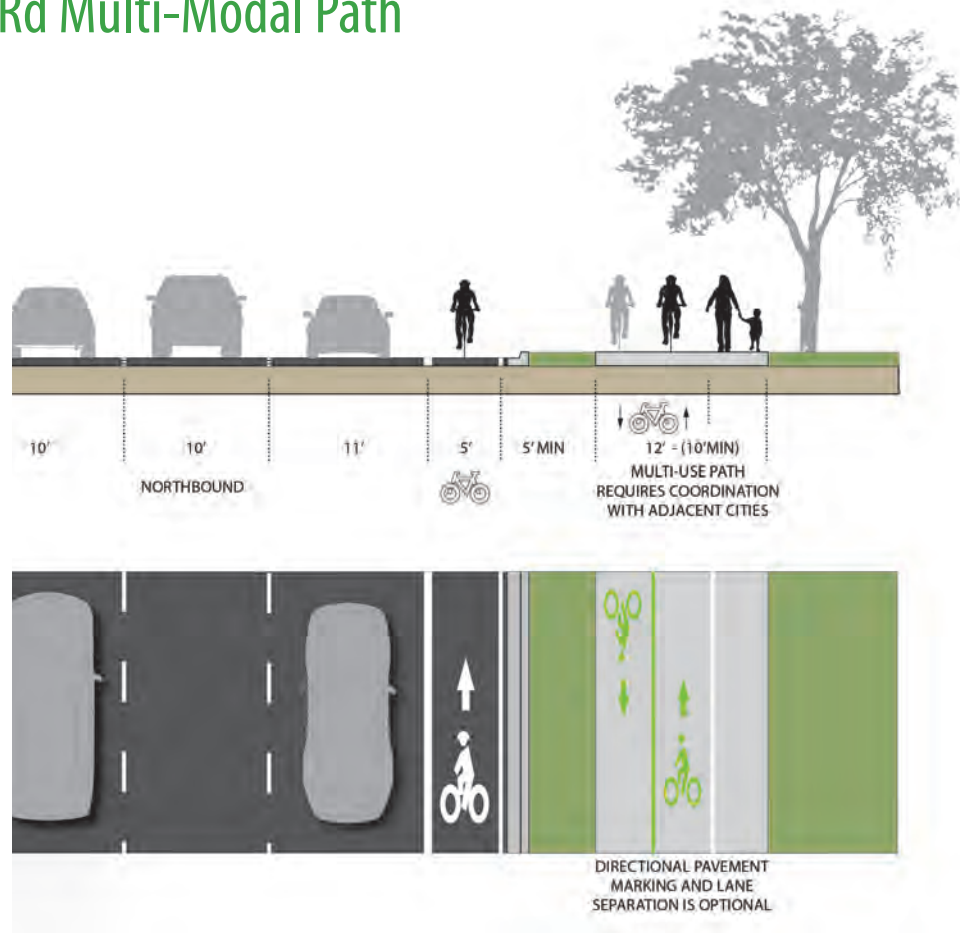 Rd Multi-Modal Path
10' 10' 11' 5' 5' MIN 12' - (10'MIN)
NORTHBOUND
MULTI-USE PATH
REQUIRES COORDINATION
WITH ADJACENT CITIES
DIRECTIONAL PAVEMENT
MARKING AND LANE
SEPARATION IS OPTIONAL